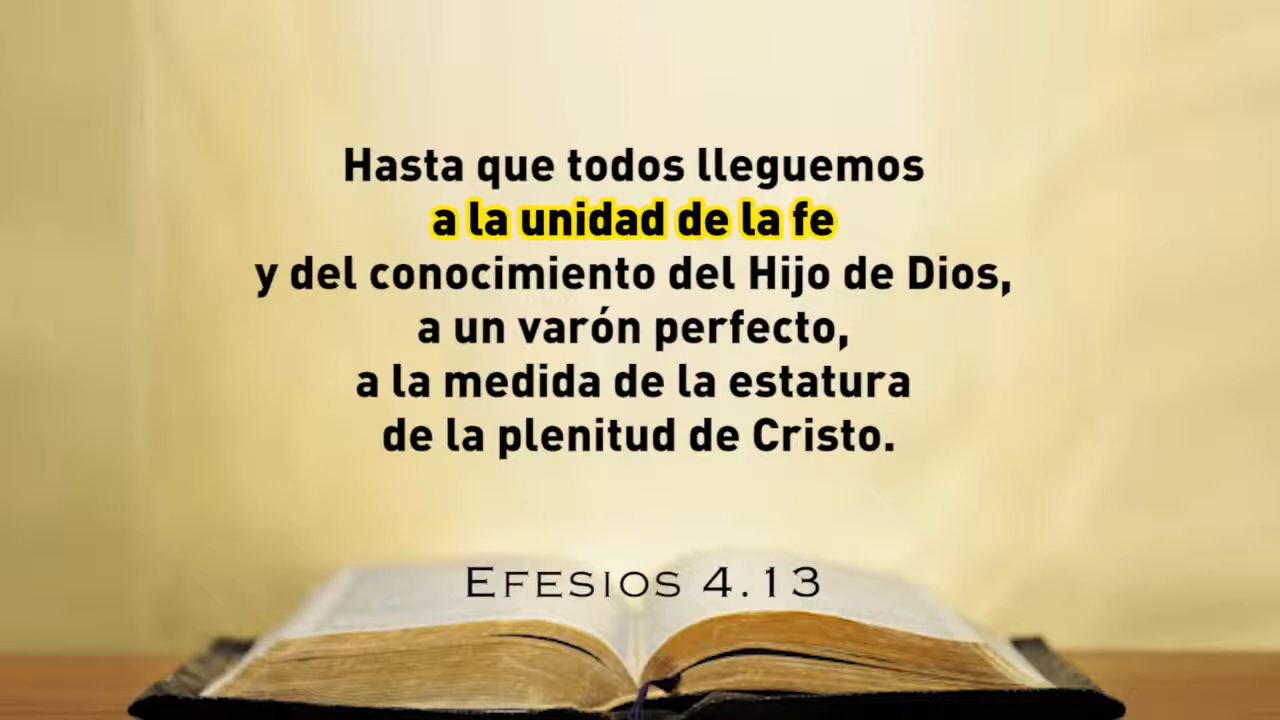 Hasta que todos lleguemos
a la unidad de la fe
y del conocimiento del Hijo de Dios,
a un varón perfecto,
a la medida de la estatura
de la plenitud de Cristo.
Efesios 4.13